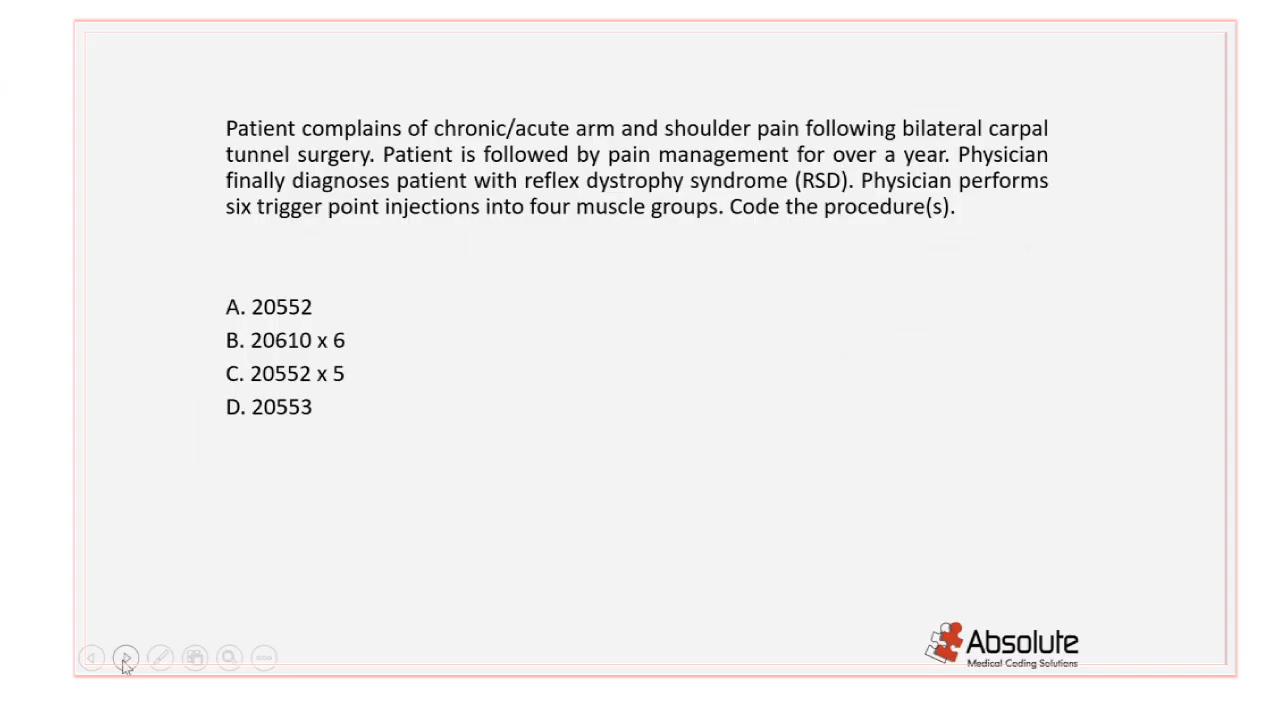 Patient complains of chronic/acute arm and shoulder pain following bilateral carpal
tunnel surgery. Patient is followed by pain management for over a year. Physician
finally diagnoses patient with reflex dystrophy syndrome (RSD). Physician performs
six trigger point injections into four muscle groups. Code the procedure(s).
A. 20552
B. 20610 x 6
C. 20552 x 5
D. 20553
Absolute
Medical Coding Solutions